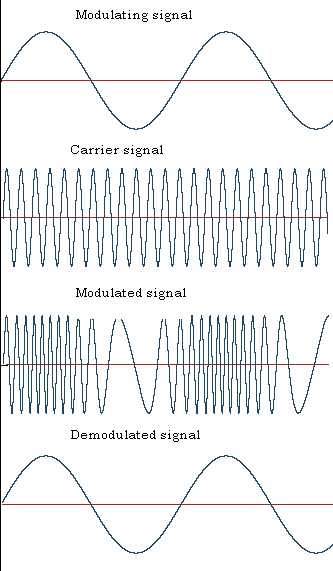 Modulating signal
Carrier signal
Modulated signal
Demodulated signal